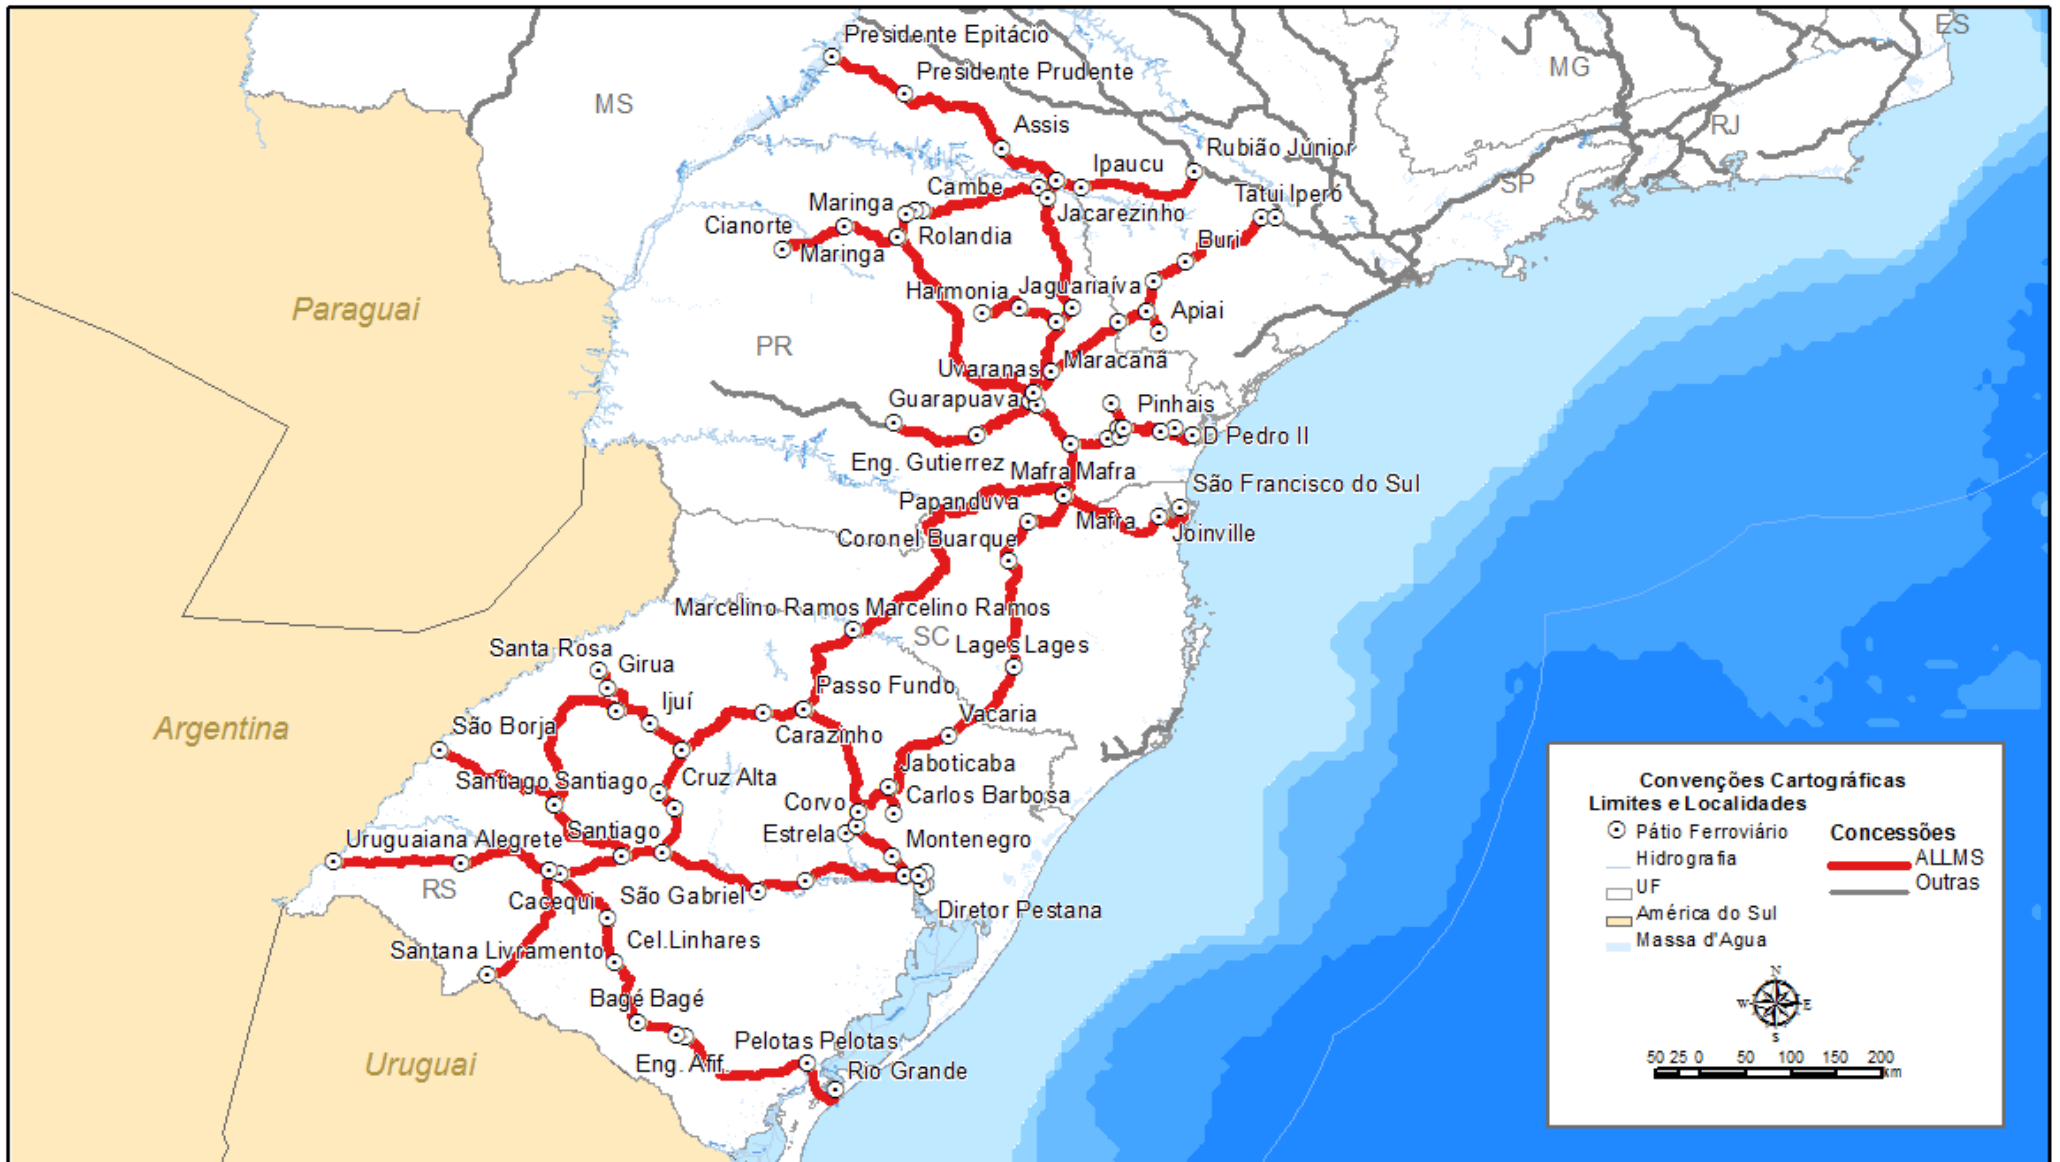 ES
Presidente Epitácio
MG
Presidente Prudente
MS
Assis
RJ
Rubião Júnior
Ipaucu
SP
Cambe
Tatui Iperó
Maringa
Jacarezinho
Cianorte
Rolandia
Buri
Maringa
Harmonia
Jaguariaíva
Paraguai
Apiai
PR
Uvaranas
Maracanã
Guarapuava
Pinhais
D Pedro II
Eng. Gutierrez
Mafra Mafra
São Francisco do Sul
Papanduva
Mafra
Joinville
Coronel Buarque
Marcelino Ramos Marcelino Ramos
SC
Lages Lages
Santa Rosa
Girua
Passo Fundo
Ijuí
Vacaria
São Borja
Argentina
Carazinho
Jaboticaba
Santiago Santiago
Cruz Alta
Corvo
Carlos Barbosa
Uruguaiana Alegrete
Santiago
Estrela
Montenegro
RS
São Gabriel
Cacequi
Diretor Pestana
Santana Livramento
Cel.Linhares
Bagé Bagé
Pelotas Pelotas
Uruguai
Eng. Afif.
Rio Grande
Convenções Cartográficas
Limites e Localidades
Pátio Ferroviário
Hidrografia
UF
América do Sul
Massa d'Agua
Concessões
ALLMS
Outras
N
W
E
S
50 25 0 50 100 150 200
km